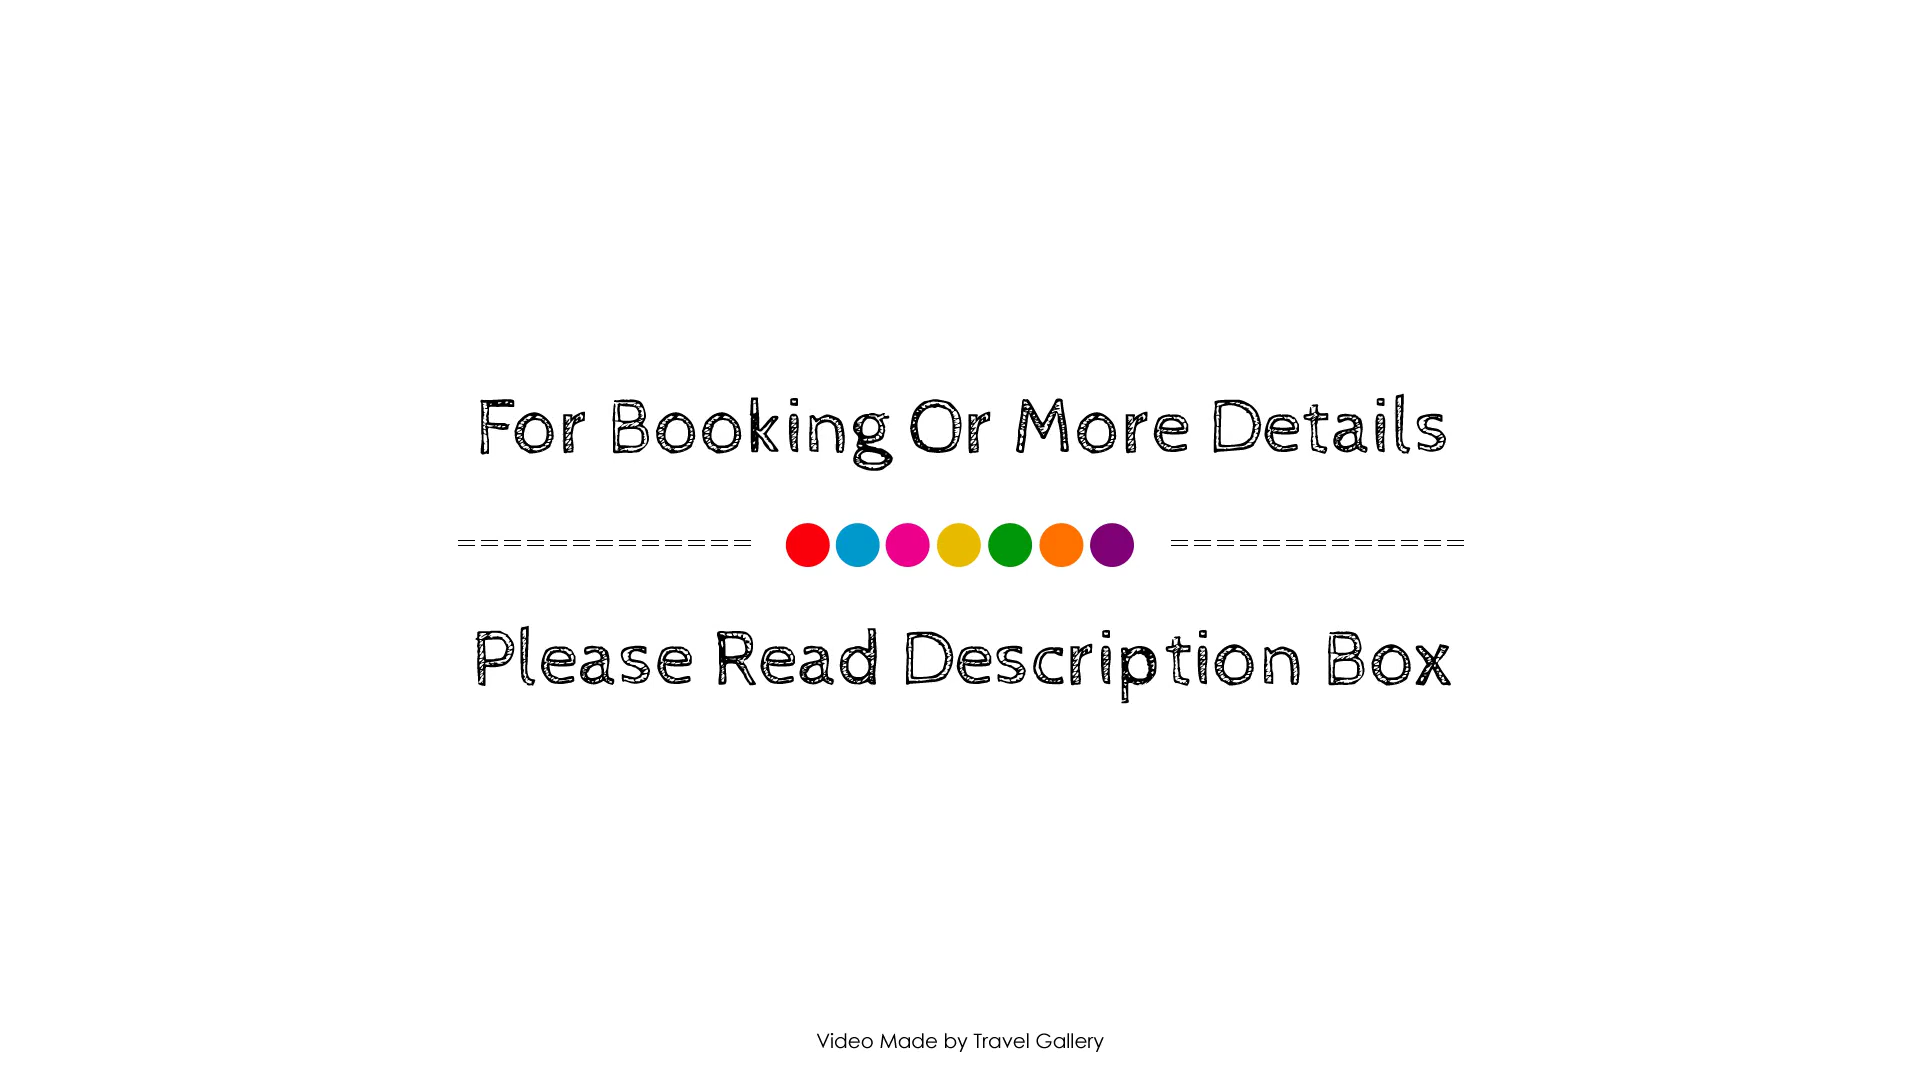 For Booking Or More Details
============= =============
Please Read Description Box
Video Made by Travel Gallery